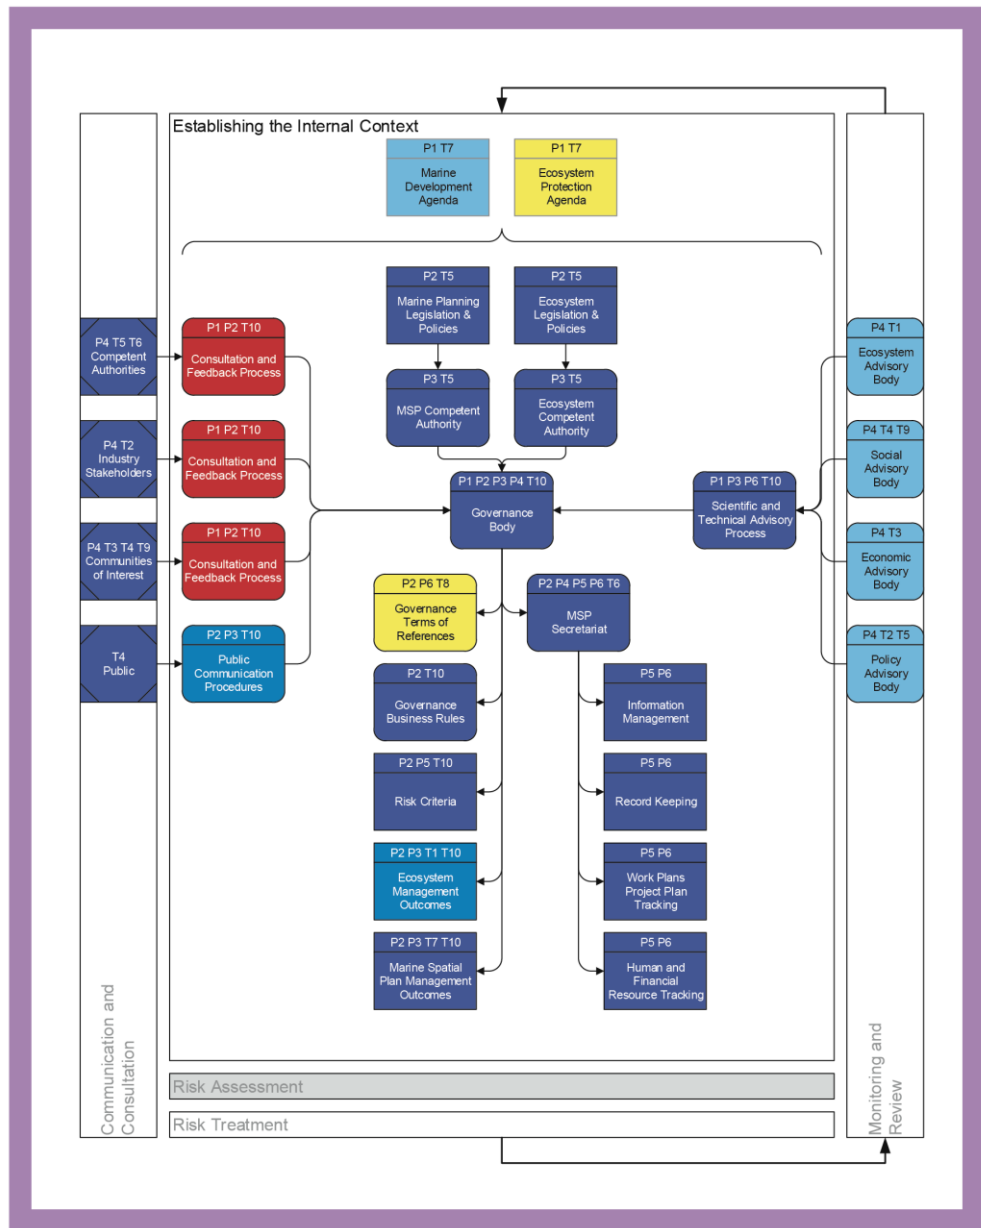 Establishing the Internal Context
P1 T7
Marine
Development
Agenda
P1 T7
Ecosystem
Protection
Agenda
P2 T5
Marine Planning
Legislation &
Policies
P2 T5
Ecosystem
Legislation &
Policies
P4 T5 T6
Competent
Authorities
P1 P2 T10
Consultation and
Feedback Process
P3 T5
MSP Competent
Authority
P3 T5
Ecosystem
Competent
Authority
P4 T1
Ecosystem
Advisory
Body
P4 T2
Industry
Stakeholders
P1 P2 T10
Consultation and
Feedback Process
P1 P2 P3 P4 T10
Governance
Body
P1 P3 P6 T10
Scientific and
Technical Advisory
Process
P4 T4 T9
Social
Advisory
Body
P4 T3 T4 T9
Communities
of Interest
P1 P2 T10
Consultation and
Feedback Process
P4 T3
Economic
Advisory
Body
P2 P6 T8
Governance
Terms of
References
P2 P4 P5 P6 T6
MSP
Secretariat
T4
Public
P2 P3 T10
Public
Communication
Procedures
P4 T2 T5
Policy
Advisory
Body
P2 T10
Governance
Business Rules
P5 P6
Information
Management
P2 P5 T10
Risk Criteria
P5 P6
Record Keeping
P2 P3 T1 T10
Ecosystem
Management
Outcomes
P5 P6
Work Plans
Project Plan
Tracking
P2 P3 T7 T10
Marine Spatial
Plan Management
Outcomes
P5 P6
Human and
Financial
Resource Tracking
Communication and
Consultation
Monitoring and
Review
Risk Assessment
Risk Treatment